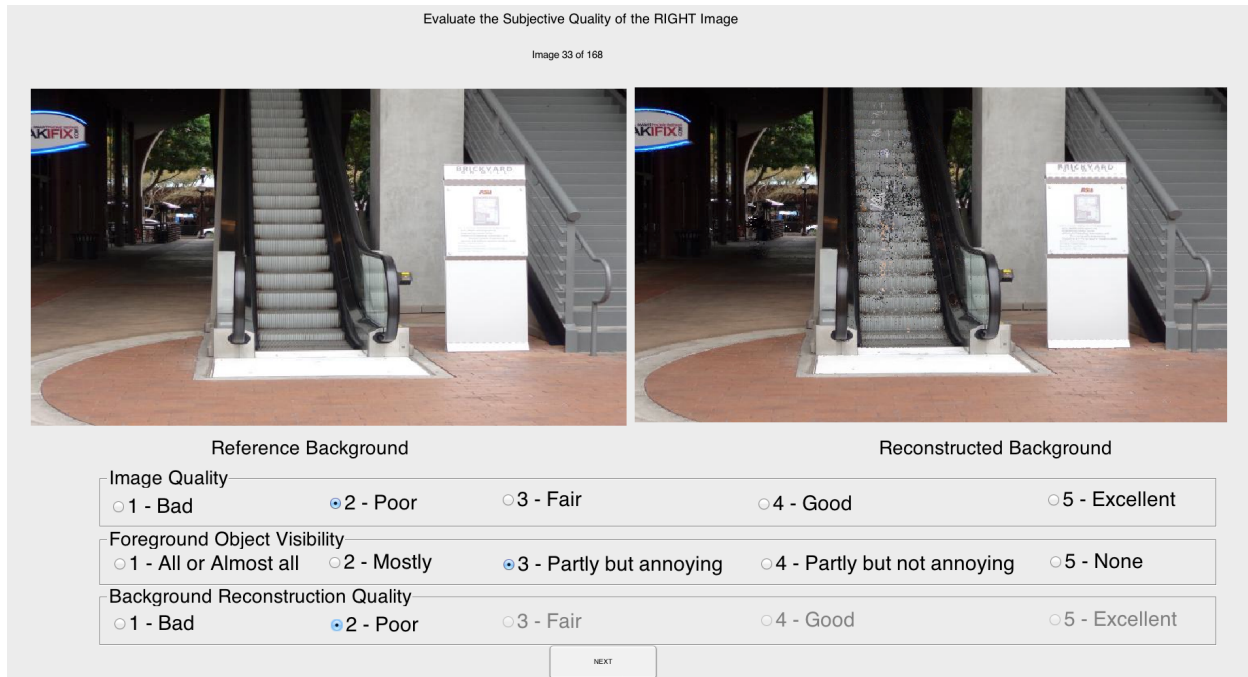 Evaluate the Subjective Quality of the RIGHT Image
Image 33 of 168
AKIFIX
BRICKYARD
AKIFIX
BRICKYARD
Reference Background
Reconstructed Background
Image Quality
1 - Bad
2 - Poor
3 - Fair
4 - Good
5 - Excellent
Foreground Object Visibility
1 - All or Almost all
2 - Mostly
3 - Partly but annoying
4 - Partly but not annoying
5 - None
Background Reconstruction Quality
1 - Bad
2 - Poor
3 - Fair
4 - Good
5 - Excellent
NEXT